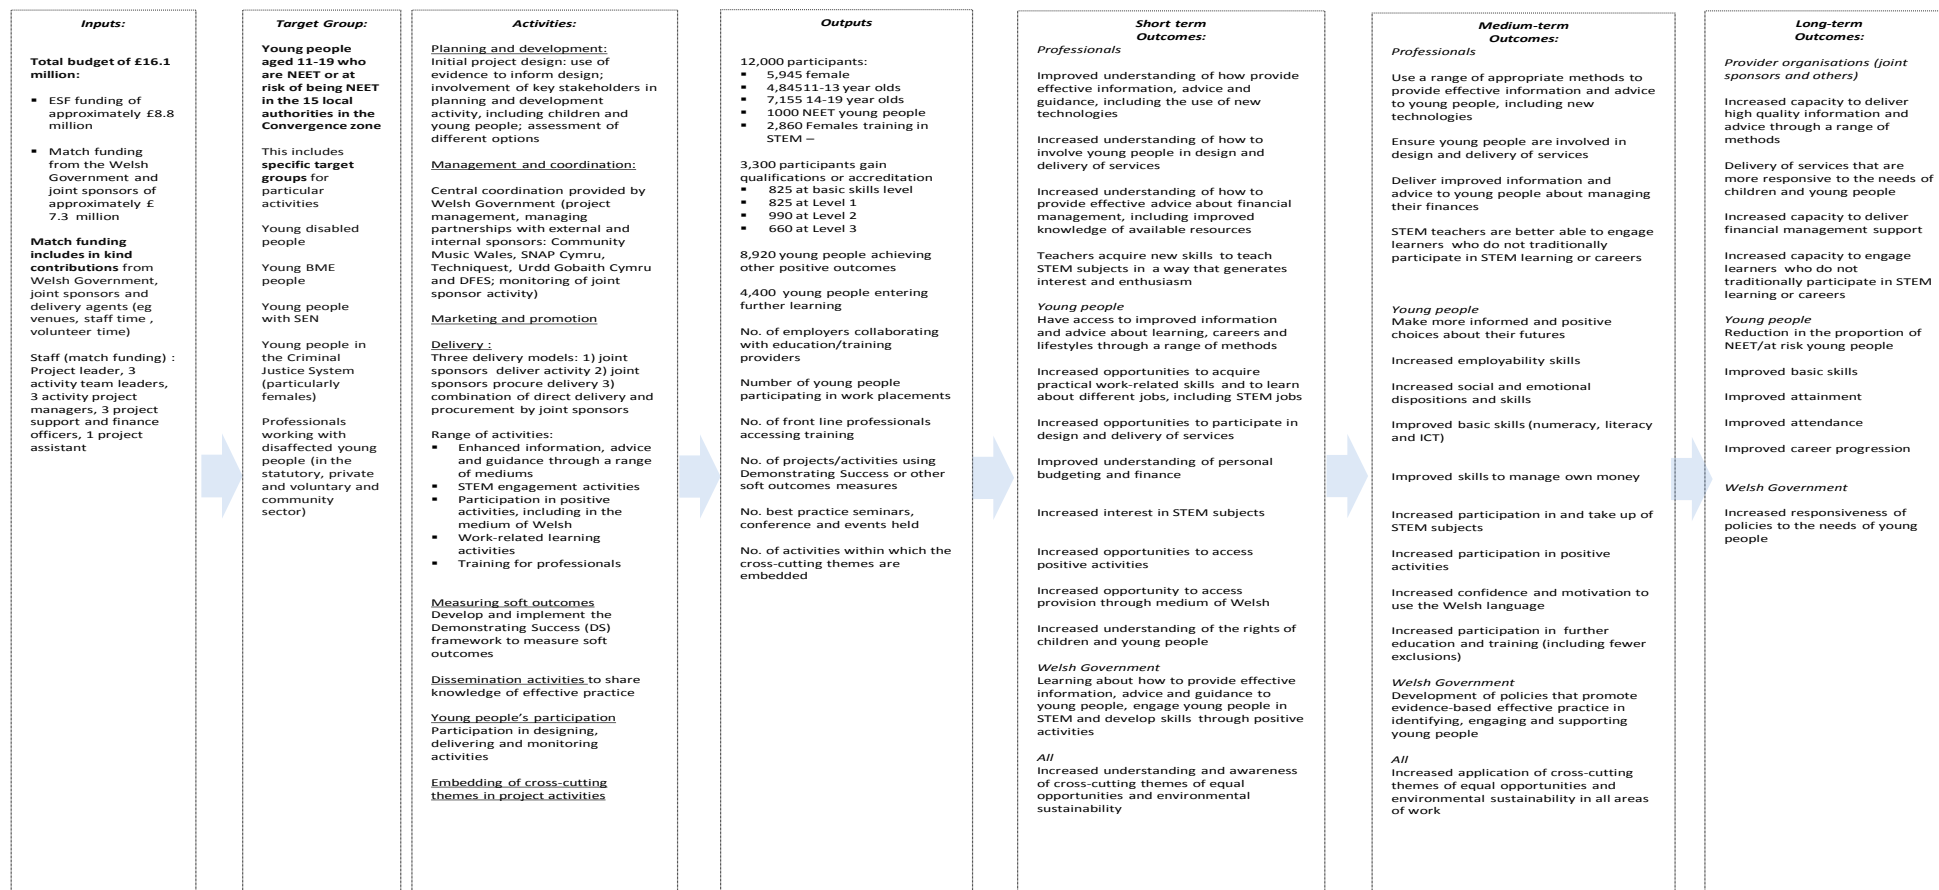 Inputs:
Total budget of £16.1
million:
▪ ESF funding of
approximately £8.8
million
▪ Match funding
from the Welsh
Government and
joint sponsors of
approximately £
7.3 million
Match funding
includes in kind
contributions from
Welsh Government,
joint sponsors and
delivery agents (eg
venues, staff time ,
volunteer time)
Staff (match funding) :
Project leader, 3
activity team leaders,
3 activity project
managers, 3 project
support and finance
officers, 1 project
assistant
Target Group:
Young people
aged 11-19 who
are NEET or at
risk of being NEET
in the 15 local
authorities in the
Convergence zone
This includes
specific target
groups for
particular
activities
Young disabled
people
Young BME
people
Young people
with SEN
Young people in
the Criminal
Justice System
(particularly
females)
Professionals
working with
disaffected young
people (in the
statutory, private
and voluntary and
community
sector)
Activities:
Planning and development:
Initial project design: use of
evidence to inform design;
involvement of key stakeholders in
planning and development
activity, including children and
young people; assessment of
different options
Management and coordination:
Central coordination provided by
Welsh Government (project
management, managing
partnerships with external and
internal sponsors: Community
Music Wales, SNAP Cymru,
Techniquest, Urdd Gobaith Cymru
and DFES; monitoring of joint
sponsor activity)
Marketing and promotion
Delivery :
Three delivery models: 1) joint
sponsors deliver activity 2) joint
sponsors procure delivery 3)
combination of direct delivery and
procurement by joint sponsors
Range of activities:
▪ Enhanced information, advice
and guidance through a range
of mediums
▪ STEM engagement activities
▪ Participation in positive
activities, including in the
medium of Welsh
▪ Work-related learning
activities
▪ Training for professionals
Measuring soft outcomes
Develop and implement the
Demonstrating Success (DS)
framework to measure soft
outcomes
Dissemination activities to share
knowledge of effective practice
Young people's participation
Participation in designing,
delivering and monitoring
activities
Embedding of cross-cutting
themes in project activities
Outputs
12,000 participants:
▪ 5,945 female
▪ 4,84511-13 year olds
▪ 7,155 14-19 year olds
▪ 1000 NEET young people
▪ 2,860 Females training in
STEM –
3,300 participants gain
qualifications or accreditation
▪ 825 at basic skills level
▪ 825 at Level 1
▪ 990 at Level 2
▪ 660 at Level 3
8,920 young people achieving
other positive outcomes
4,400 young people entering
further learning
No. of employers collaborating
with education/training
providers
Number of young people
participating in work placements
No. of front line professionals
accessing training
No. of projects/activities using
Demonstrating Success or other
soft outcomes measures
No. best practice seminars,
conference and events held
No. of activities within which the
cross-cutting themes are
embedded
Short term
Outcomes:
Professionals
Improved understanding of how provide
effective information, advice and
guidance, including the use of new
technologies
Increased understanding of how to
involve young people in design and
delivery of services
Increased understanding of how to
provide effective advice about financial
management, including improved
knowledge of available resources
Teachers acquire new skills to teach
STEM subjects in a way that generates
interest and enthusiasm
Young people
Have access to improved information
and advice about learning, careers and
lifestyles through a range of methods
Increased opportunities to acquire
practical work-related skills and to learn
about different jobs, including STEM jobs
Increased opportunities to participate in
design and delivery of services
Improved understanding of personal
budgeting and finance
Increased interest in STEM subjects
Increased opportunities to access
positive activities
Increased opportunity to access
provision through medium of Welsh
Increased understanding of the rights of
children and young people
Welsh Government
Learning about how to provide effective
information, advice and guidance to
young people, engage young people in
STEM and develop skills through positive
activities
All
Increased understanding and awareness
of cross-cutting themes of equal
opportunities and environmental
sustainability
Medium-term
Outcomes:
Professionals
Use a range of appropriate methods to
provide effective information and advice
to young people, including new
technologies
Ensure young people are involved in
design and delivery of services
Deliver improved information and
advice to young people about managing
their finances
STEM teachers are better able to engage
learners who do not traditionally
participate in STEM learning or careers
Young people
Make more informed and positive
choices about their futures
Increased employability skills
Increased social and emotional
dispositions and skills
Improved basic skills (numeracy, literacy
and ICT)
Improved skills to manage own money
Increased participation in and take up of
STEM subjects
Increased participation in positive
activities
Increased confidence and motivation to
use the Welsh language
Increased participation in further
education and training (including fewer
exclusions)
Welsh Government
Development of policies that promote
evidence-based effective practice in
identifying, engaging and supporting
young people
All
Increased application of cross-cutting
themes of equal opportunities and
environmental sustainability in all areas
of work
Long-term
Outcomes:
Provider organisations (joint
sponsors and others)
Increased capacity to deliver
high quality information and
advice through a range of
methods
Delivery of services that are
more responsive to the needs of
children and young people
Increased capacity to deliver
financial management support
Increased capacity to engage
learners who do not
traditionally participate in STEM
learning or careers
Young people
Reduction in the proportion of
NEET/at risk young people
Improved basic skills
Improved attainment
Improved attendance
Improved career progression
Welsh Government
Increased responsiveness of
policies to the needs of young
people